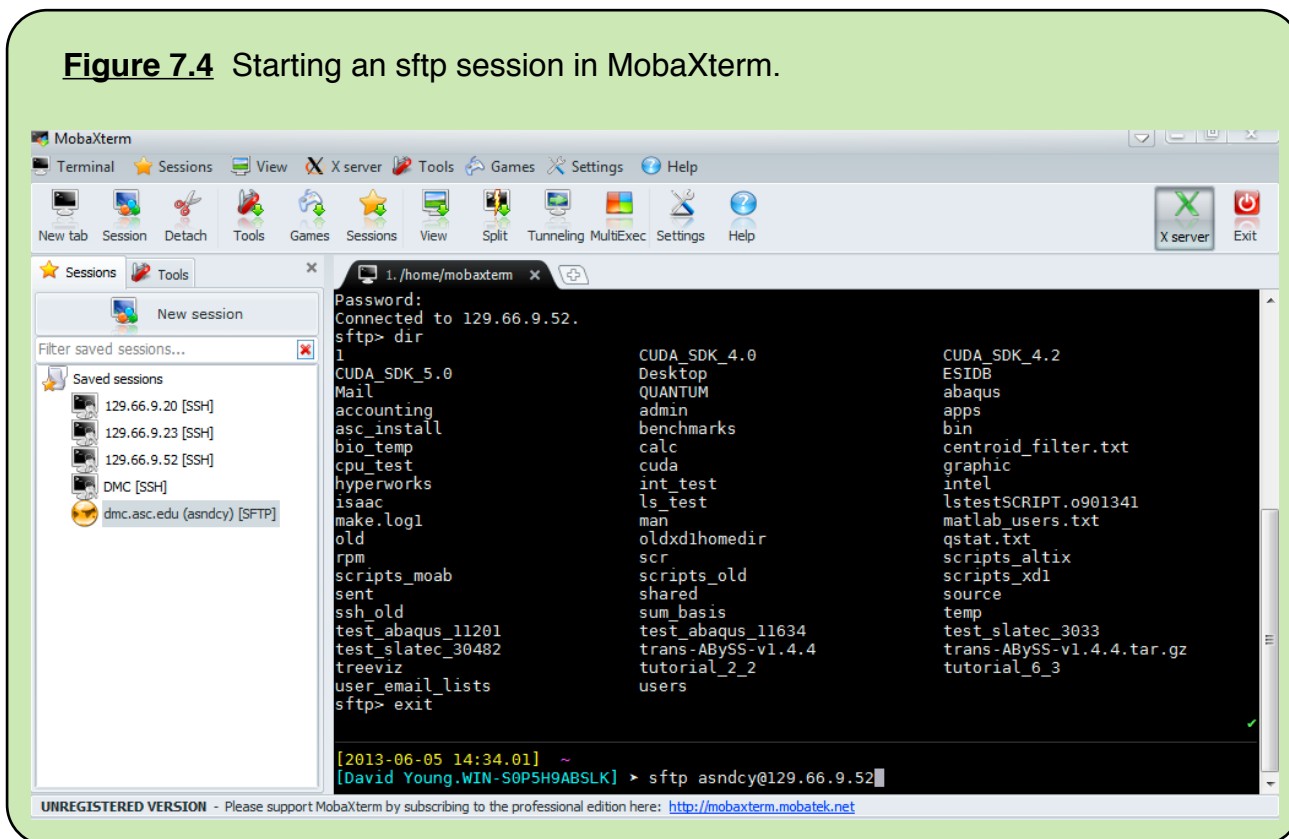 Figure 7.4 Starting an sftp session in MobaXterm.
MobaXterm
Terminal Sessions View X server Tools Games Settings Help
New tab Session Detach Tools Games Sessions View Split Tunneling MultiExec Settings Help X server Exit
Sessions Tools
1. /home/mobaxterm
New session
Filter saved sessions...
Saved sessions
129.66.9.20 [SSH]
129.66.9.23 [SSH]
129.66.9.52 [SSH]
DMC [SSH]
dmc.asc.edu (asndcy) [SFTP]
Password:
Connected to 129.66.9.52.
sftp> dir
1 CUDA_SDK_4.0 CUDA_SDK_4.2
CUDA_SDK_5.0 Desktop ESIDB
Mail QUANTUM abaqus
accounting admin apps
asc_install benchmarks bin
bio_temp calc centroid_filter.txt
cpu_test cuda graphic
hyperworks int_test intel
isaac ls_test lstestSCRIPT.o901341
make.log1 man matlab_users.txt
old oldxd1homedir qstat.txt
rpm scr scripts_altix
scripts_moab scripts_old scripts_xd1
sent shared source
ssh_old sum_basis temp
test_abaqus_11201 test_abaqus_11634 test_slatec_3033
test_slatec_30482 trans-ABySS-v1.4.4 trans-ABySS-v1.4.4.tar.gz
treeviz tutorial_2_2 tutorial_6_3
user_email_lists users
sftp> exit
[2013-06-05 14:34.01] ~
[David Young.WIN-S0P5H9ABSLK] ➤ sftp asndcy@129.66.9.52
UNREGISTERED VERSION - Please support MobaXterm by subscribing to the professional edition here: http://mobaxterm.mobatek.net